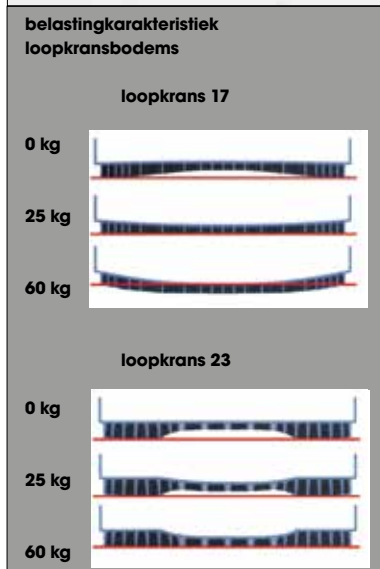 belastingkarakteristiek
loopkransbodems
loopkrans 17
0 kg
25 kg
60 kg
loopkrans 23
0 kg
25 kg
60 kg